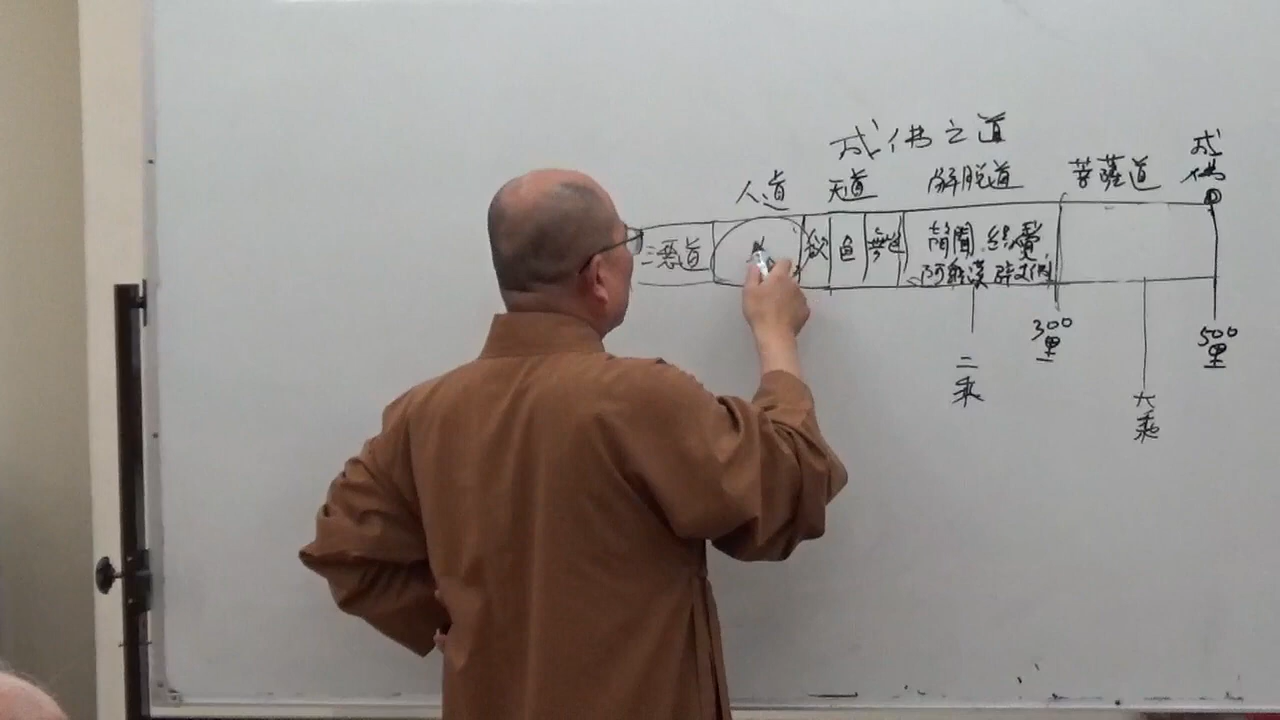 成佛之道
人道 天道 解脫道 菩薩道 成佛
三惡道 人 欲 色 無色 聲聞 緣覺
阿羅漢 辟支佛
300里
500里
二乘
大乘